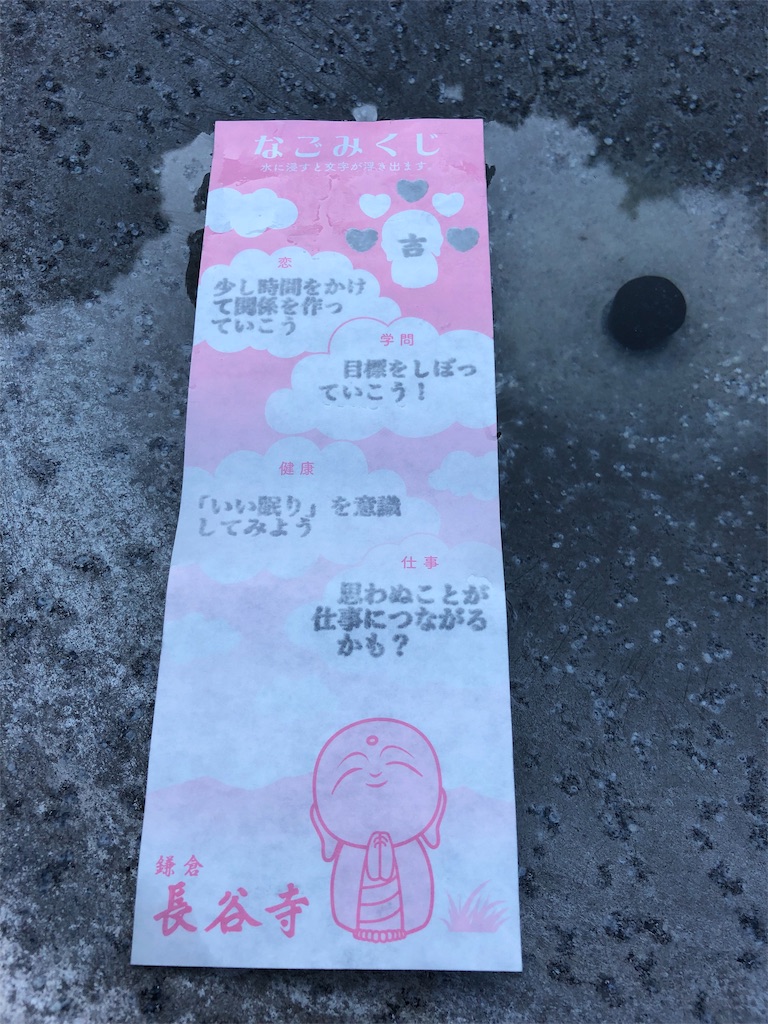 なごみくじ
水に浸すと文字が浮き出ます。
吉
恋
少し時間をかけ
て関係を作っ
ていこう
学問
目標をしぼっ
ていこう!
健康
「いい眠り」を意識
してみよう
仕事
思わぬことが
仕事につながる
かも?
鎌倉
長谷寺